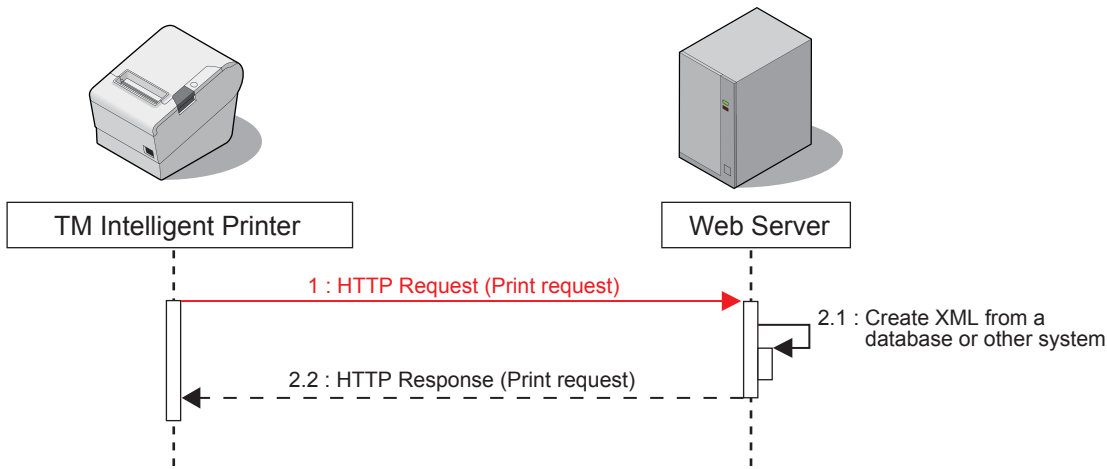 TM Intelligent Printer
Web Server
1 : HTTP Request (Print request)
2.1 : Create XML from a
database or other system
2.2 : HTTP Response (Print request)